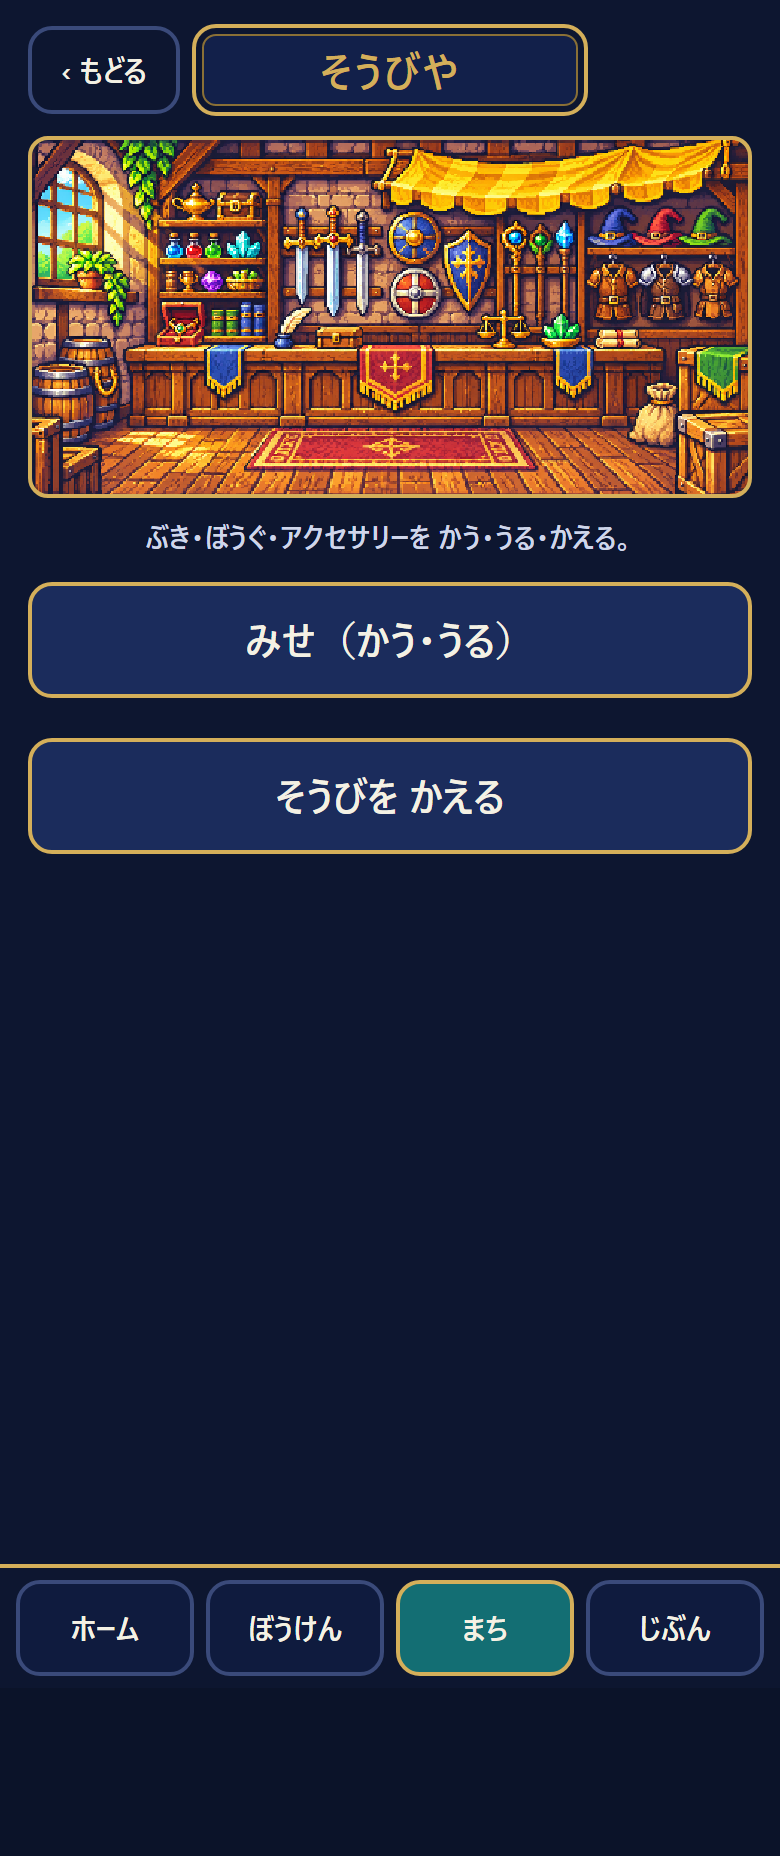 ‹ もどる
そうびや
ぶき・ぼうぐ・アクセサリーを かう・うる・かえる。
みせ（かう・うる）
そうびを かえる
ホーム
ぼうけん
まち
じぶん